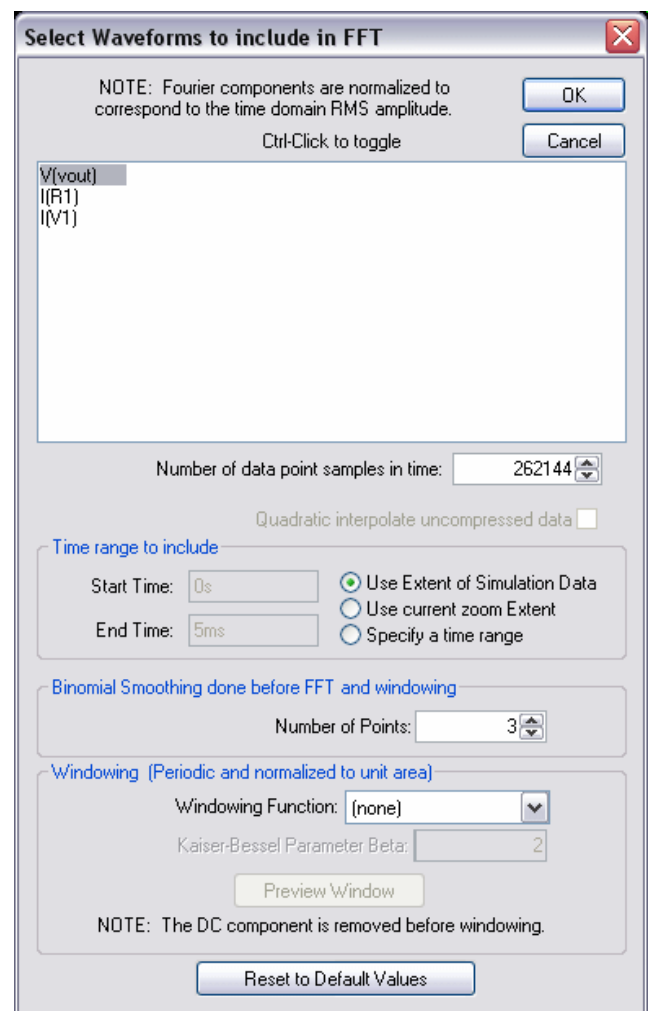 Select Waveforms to include in FFT
NOTE: Fourier components are normalized to
correspond to the time domain RMS amplitude.
OK
Ctrl-Click to toggle
Cancel
V(vout)
I(R1)
I(V1)
Number of data point samples in time: 262144
Quadratic interpolate uncompressed data
Time range to include
Start Time: 0s
End Time: 5ms
Use Extent of Simulation Data
Use current zoom Extent
Specify a time range
Binomial Smoothing done before FFT and windowing
Number of Points: 3
Windowing (Periodic and normalized to unit area)
Windowing Function: (none)
Kaiser-Bessel Parameter Beta: 2
Preview Window
NOTE: The DC component is removed before windowing.
Reset to Default Values